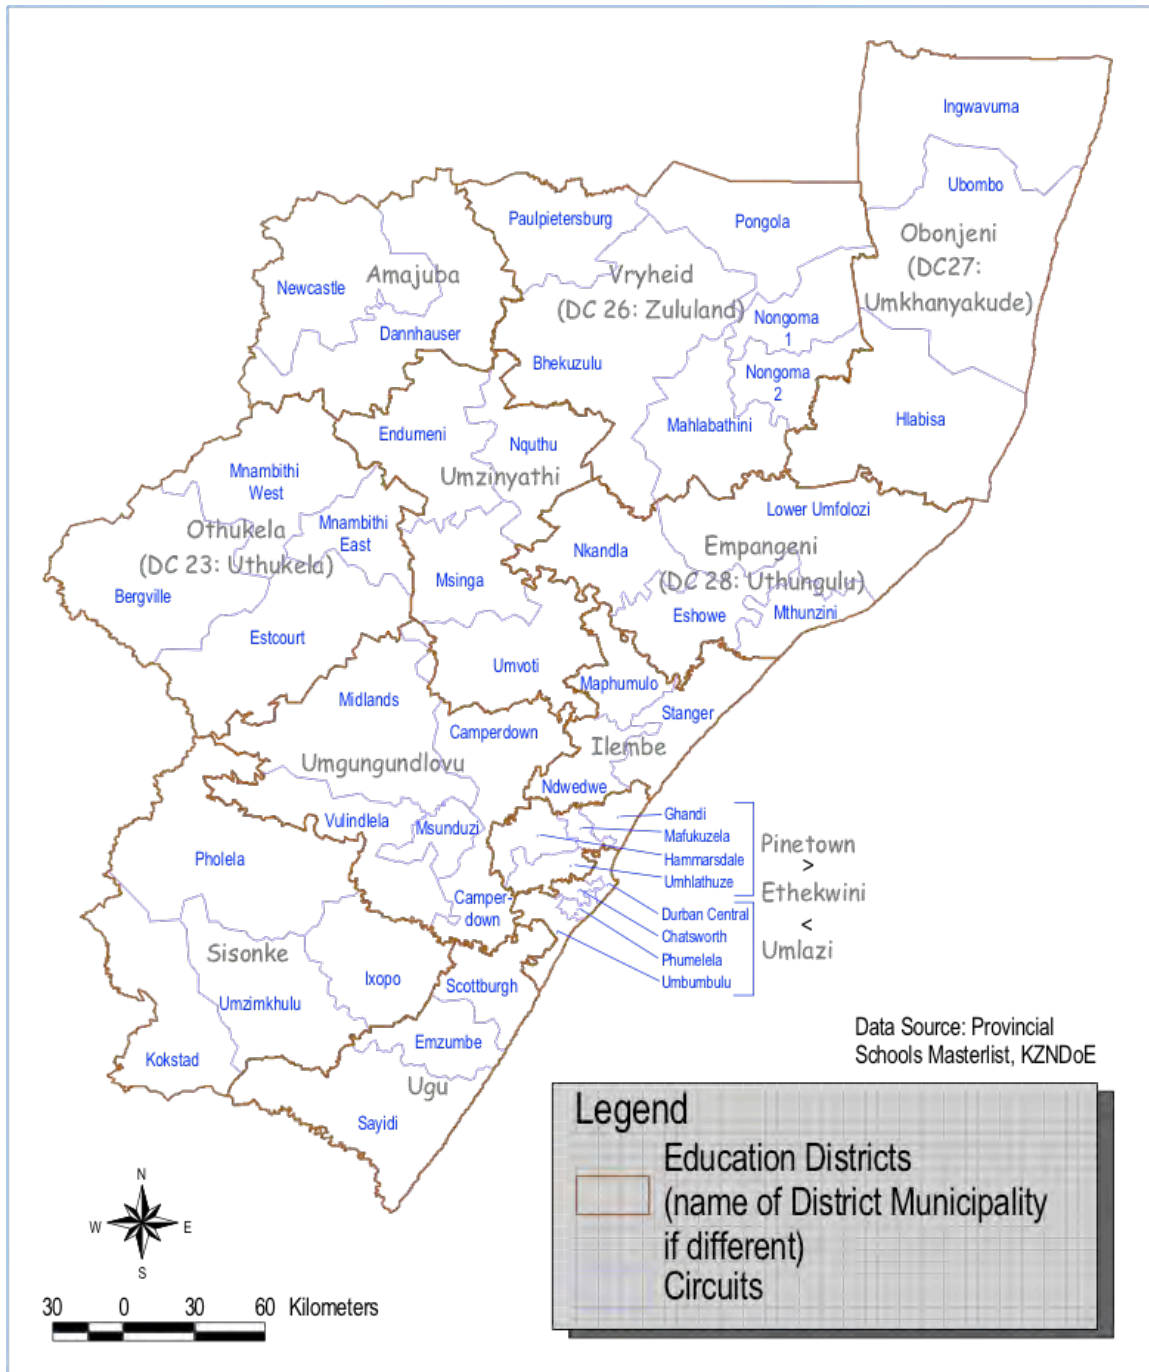 Ingwavuma
Ubombo
Paulpietersburg
Pongola
Obonjeni
(DC27:
Umkhanyakude)
Vryheid
(DC 26: Zululand)
Amajuba
Newcastle
Dannhauser
Nongoma
1
Bhekuzulu
Nongoma
2
Mahlabathini
Hlabisa
Endumeni
Nquthu
Umzinyathi
Mnambithi
West
Othukela
(DC 23: Uthukela)
Mnambithi
East
Lower Umfolozi
Nkandla
Empangeni
(DC 28: Uthungulu)
Msinga
Bergville
Eshowe
Mthunzini
Estcourt
Umvoti
Maphumulo
Midlands
Stanger
Camperdown
Ilembe
Umgungundlovu
Ndwedwe
Vulindlela
Msunduzi
Ghandi
Mafukuzela
Hammarsdale
Umhlathuze
Pinetown
>
Ethekwini
<
Umlazi
Durban Central
Chatsworth
Phumelela
Umbumbulu
Pholela
Camper-
down
Sisonke
Ixopo
Scottburgh
Umzimkhulu
Emzumbe
Kokstad
Ugu
Sayidi
Data Source: Provincial
Schools Masterlist, KZNDoE
Legend
Education Districts
(name of District Municipality
if different)
Circuits
N
W E
S
30 0 30 60 Kilometers